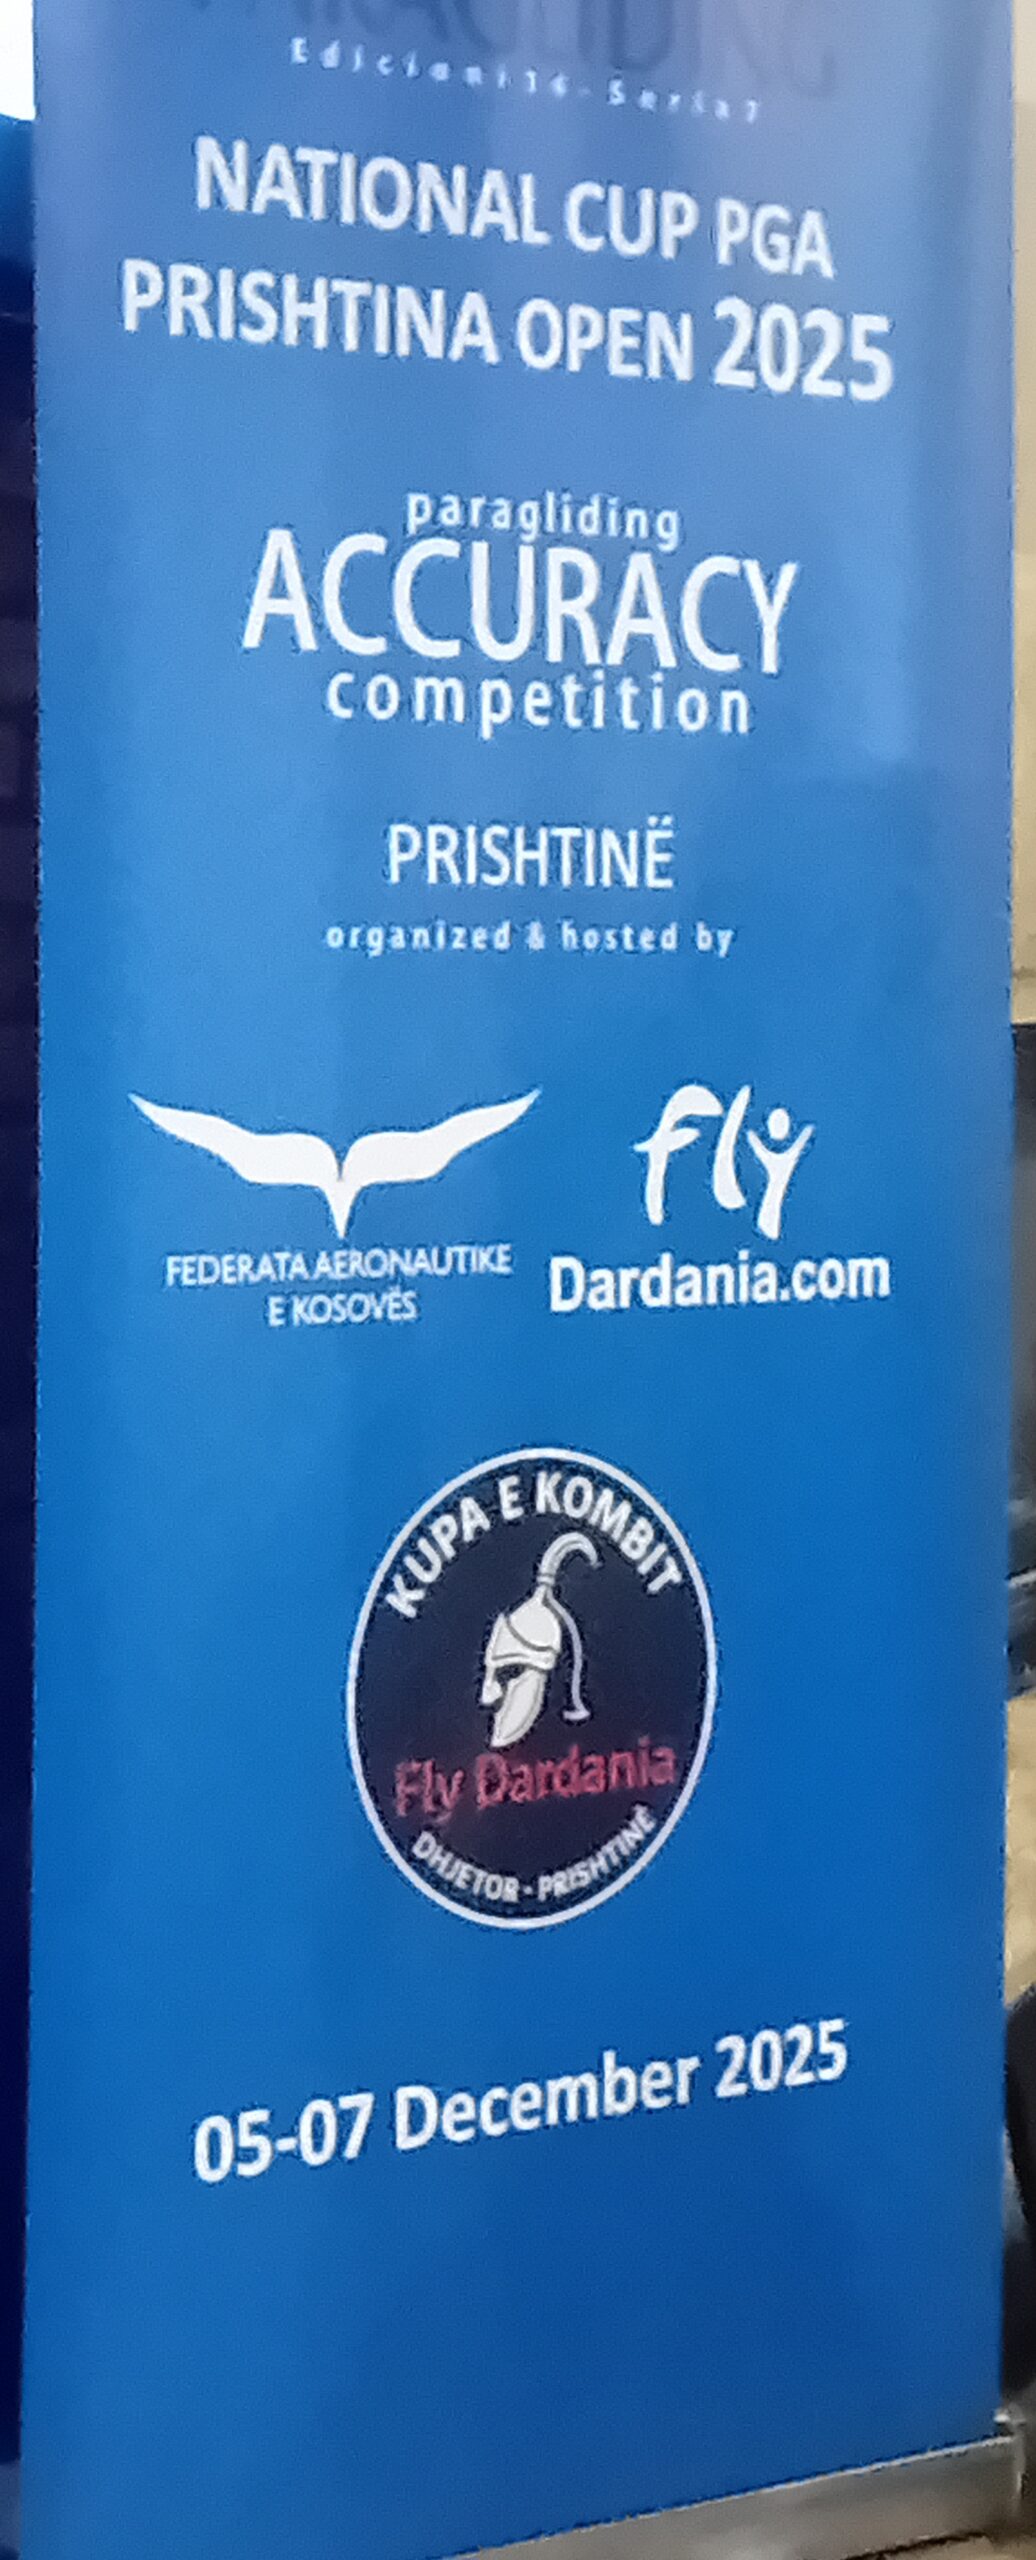 PARAGLIDING
NATIONAL CUP PGA
PRISHTINA OPEN 2025
paragliding
ACCURACY
competition
PRISHTINË
organized & hosted by
FEDERATA AERONAUTIKE
E KOSOVËS
fly
Dardania.com
KUPA E KOMBIT
Fly Dardania
DHJETOR - PRISHTINË
05-07 December 2025